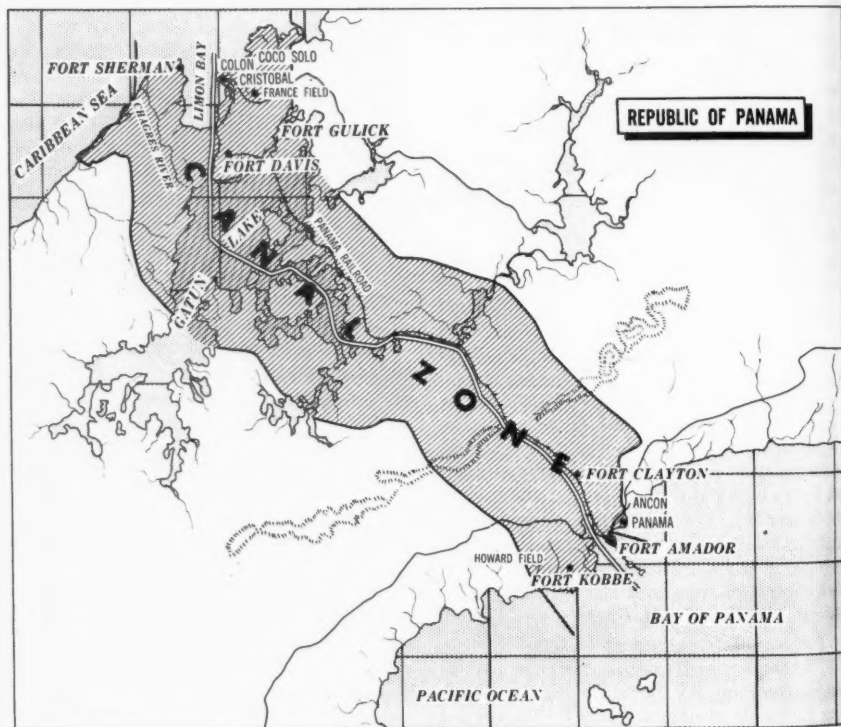 FORT SHERMAN
LIMON BAY
COLON
COCO SOLO
CRISTOBAL
FRANCE FIELD
REPUBLIC OF PANAMA
CARIBBEAN SEA
CHAGRES RIVER
FORT GULICK
FORT DAVIS
CANAL ZONE
GATUN LAKE
PANAMA RAILROAD
FORT CLAYTON
ANCON
PANAMA
FORT AMADOR
HOWARD FIELD
FORT KOBBE
BAY OF PANAMA
PACIFIC OCEAN